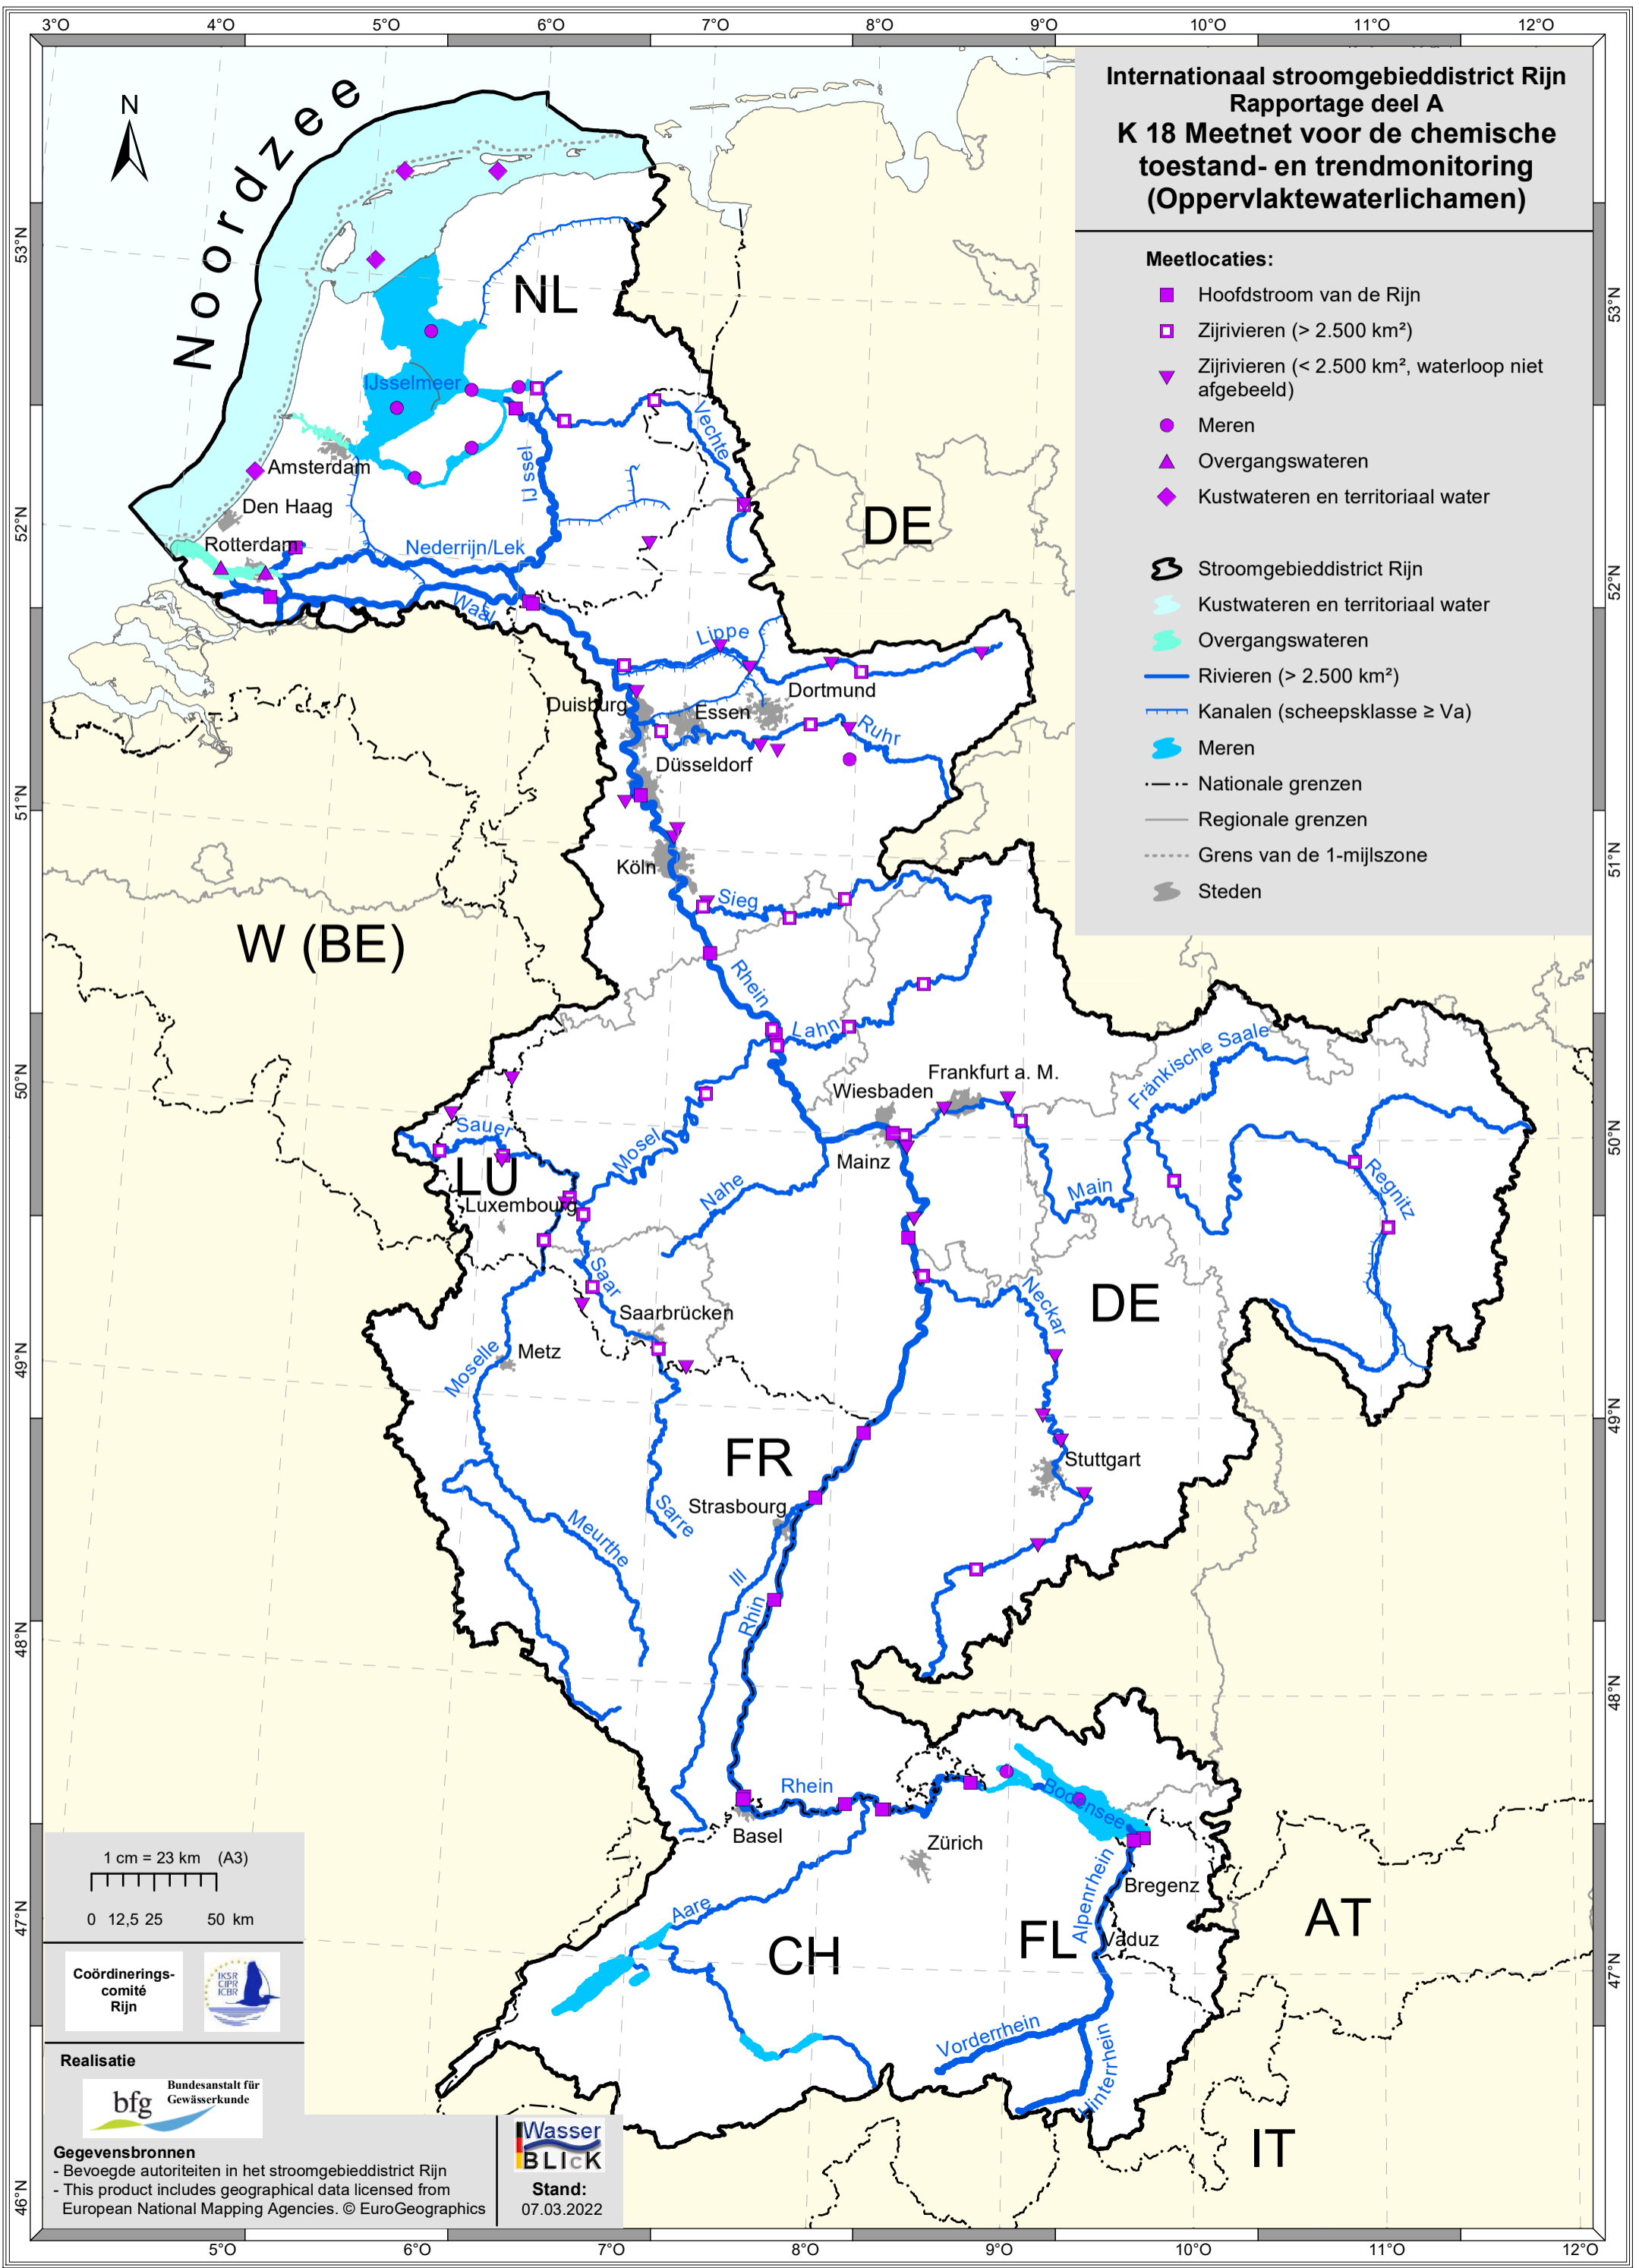 3°O 4°O 5°O 6°O 7°O 8°O 9°O 10°O 11°O 12°O
Internationaal stroomgebieddistrict Rijn
Rapportage deel A
K 18 Meetnet voor de chemische
toestand- en trendmonitoring
(Oppervlaktewaterlichamen)
Meetlocaties:
Hoofdstroom van de Rijn
Zijrivieren (> 2.500 km²)
Zijrivieren (< 2.500 km², waterloop niet
afgebeeld)
Meren
Overgangswateren
Kustwateren en territoriaal water
Stroomgebieddistrict Rijn
Kustwateren en territoriaal water
Overgangswateren
Rivieren (> 2.500 km²)
Kanalen (scheepsklasse ≥ Va)
Meren
Nationale grenzen
Regionale grenzen
Grens van de 1-mijlszone
Steden
N
Noordzee
NL
IJsselmeer
Vechte
Amsterdam
IJssel
Den Haag
DE
Rotterdam
Nederrijn/Lek
Waal
Lippe
Dortmund
Duisburg
Essen
Ruhr
Düsseldorf
Köln
Sieg
W (BE)
Rhein
Lahn
Fränkische Saale
Frankfurt a. M.
Wiesbaden
Sauer
Mosel
Mainz
LU
Nahe
Main
Regnitz
Luxembourg
Saar
Neckar
DE
Saarbrücken
Metz
Moselle
FR
Stuttgart
Strasbourg
Sarre
Meurthe
Ill
Rhin
Rhein
Bodensee
Basel
Zürich
Alpenrhein
Bregenz
Aare
CH
FL
Vaduz
AT
Vorderrhein
Hinterrhein
IT
53°N
52°N
51°N
50°N
49°N
48°N
47°N
46°N
53°N
52°N
51°N
50°N
49°N
48°N
47°N
1 cm = 23 km (A3)
0 12,5 25 50 km
Coördinerings-
comité
Rijn
IKSR
CIPR
ICBR
Realisatie
bfg
Bundesanstalt für
Gewässerkunde
Gegevensbronnen
- Bevoegde autoriteiten in het stroomgebieddistrict Rijn
- This product includes geographical data licensed from
European National Mapping Agencies. © EuroGeographics
Wasser
BLIcK
Stand:
07.03.2022
5°O 6°O 7°O 8°O 9°O 10°O 11°O 12°O